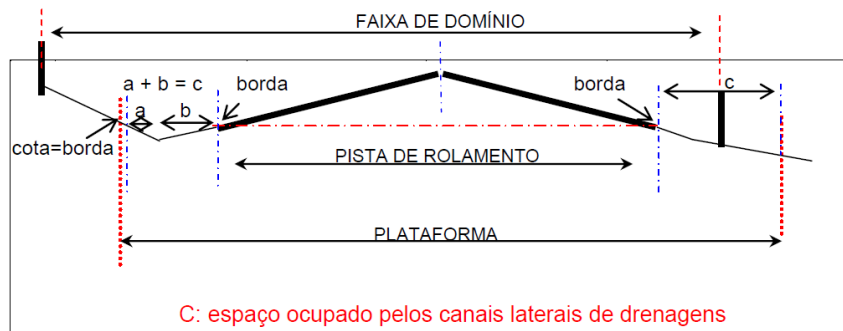 FAIXA DE DOMÍNIO
a + b = c
borda
borda
c
a
b
cota=borda
PISTA DE ROLAMENTO
PLATAFORMA
C: espaço ocupado pelos canais laterais de drenagens